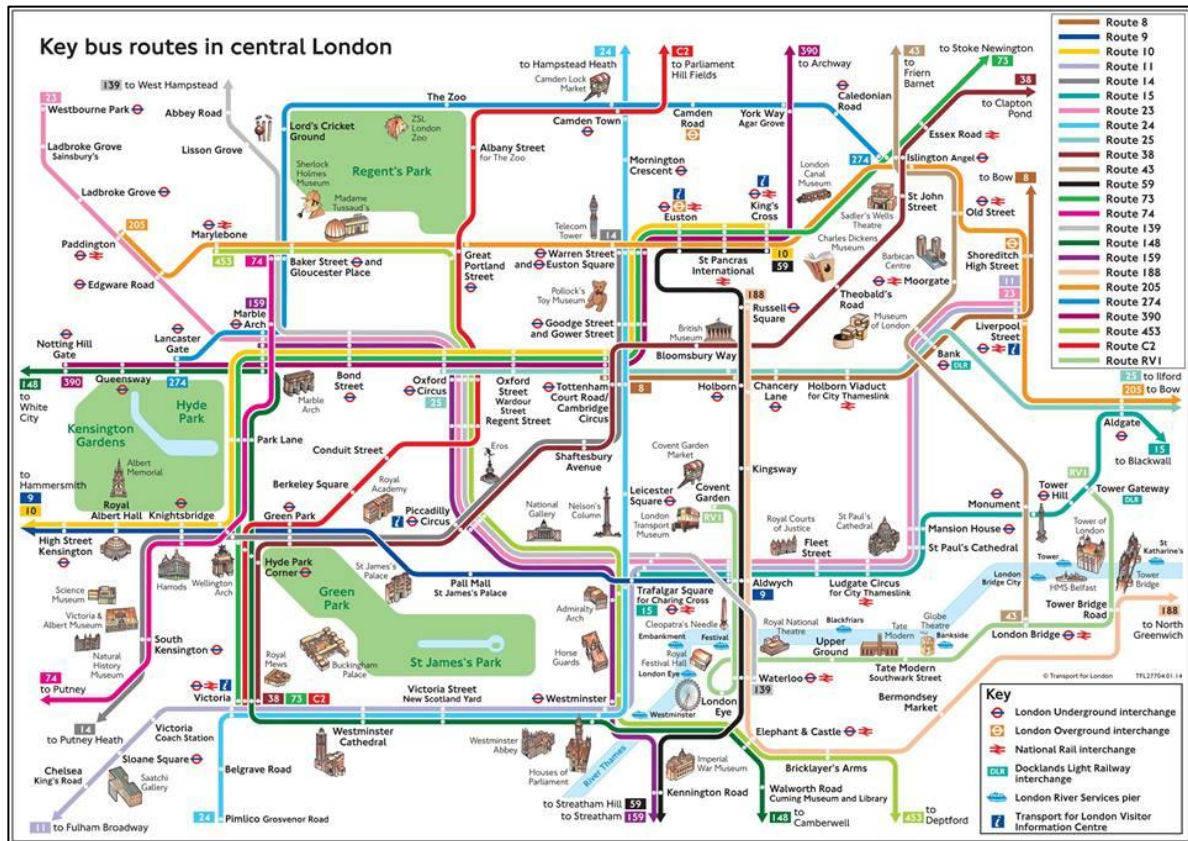 Key bus routes in central London
Route 8
Route 9
Route 10
Route 11
Route 14
Route 15
Route 23
Route 24
Route 25
Route 38
Route 43
Route 59
Route 73
Route 74
Route 139
Route 148
Route 159
Route 188
Route 205
Route 274
Route 390
Route 453
Route C2
Route RV1
24
to Hampstead Heath
C2
to Parliament
Hill Fields
390
to Archway
43
to
Friern
Barnet
to Stoke Newington
73
38
to Clapton
Pond
139 to West Hampstead
23
Westbourne Park
Abbey Road
Lisson Grove
Lord's Cricket
Ground
The Zoo
ZSL
London
Zoo
Camden Lock
Market
Camden Town
Camden
Road
York Way
Agar Grove
Caledonian
Road
Essex Road
Ladbroke Grove
Sainsbury's
Albany Street
for The Zoo
Mornington
Crescent
274
Islington Angel
to Bow
8
Ladbroke Grove
Sherlock
Holmes
Museum
Regent's Park
Madame
Tussaud's
London
Canal
Museum
St John
Street
Old Street
205
Paddington
Marylebone
453
74
Baker Street and
Gloucester Place
Telecom
Tower
14
Euston
King's
Cross
Sadler's Wells
Theatre
Great
Portland
Street
Warren Street
and Euston Square
St Pancras
International
10
59
Charles Dickens
Museum
Barbican
Centre
Shoreditch
High Street
Edgware Road
159
Marble
Arch
Pollock's
Toy Museum
188
Russell
Square
Theobald's
Road
Moorgate
11
23
Notting Hill
Gate
Lancaster
Gate
Goodge Street
and Gower Street
British
Museum
Bloomsbury Way
Museum
of London
Liverpool
Street
148
to
White
City
390
Queensway
274
Marble
Arch
Bond
Street
Oxford
Circus
25
Oxford
Street
Wardour
Street
Regent Street
Tottenham
Court Road/
Cambridge
Circus
8
Holborn
Chancery
Lane
Holborn Viaduct
for City Thameslink
Bank
DLR
25 to Ilford
205 to Bow
Hyde
Park
Kensington
Gardens
Park Lane
Conduit Street
Eros
Shaftesbury
Avenue
Covent Garden
Market
Kingsway
Aldgate
15
to Blackwall
to
Hammersmith
9
10
Albert
Memorial
Royal
Albert Hall
Knightsbridge
Berkeley Square
Royal
Academy
Green Park
Piccadilly
Circus
National
Gallery
Nelson's
Column
Leicester
Square
Covent
Garden
London
Transport
Museum
RV1
Royal Courts
of Justice
St Paul's
Cathedral
Fleet
Street
Monument
Mansion House
St Paul's Cathedral
Tower
Hill
RV1
Tower Gateway
DLR
High Street
Kensington
Harrods
Wellington
Arch
Hyde Park
Corner
St James's
Palace
Pall Mall
St James's Palace
Trafalgar Square
for Charing Cross
15
Aldwych
9
Ludgate Circus
for City Thameslink
Tower of
London
St
Katharine's
Tower
London
Bridge City
HMS Belfast
Tower
Bridge
Science
Museum
Victoria &
Albert Museum
Natural
History
Museum
South
Kensington
Green
Park
Admiralty
Arch
Cleopatra's Needle
Embankment
Festival
Royal National
Theatre
Blackfriars
Tate
Modern
Globe
Theatre
Bankside
43
London Bridge
Tower Bridge
Road
188
to North
Greenwich
74
to Putney
Royal
Mews
Buckingham
Palace
St James's Park
Horse
Guards
Royal
Festival Hall
London Eye
Upper
Ground
Tate Modern
Southwark Street
Victoria
38
73
C2
Victoria Street
New Scotland Yard
Westminster
Westminster
London
Eye
Waterloo
139
Bermondsey
Market
© Transport for London
TFL27704.01.14
14
to Putney Heath
Victoria
Coach Station
Sloane Square
Chelsea
King's Road
Saatchi
Gallery
Belgrave Road
Westminster
Cathedral
Westminster
Abbey
Houses of
Parliament
River Thames
Imperial
War Museum
Kennington Road
Elephant & Castle
Bricklayer's Arms
Walworth Road
Cuming Museum and Library
11 to Fulham Broadway
24
Pimlico Grosvenor Road
to Streatham Hill 59
to Streatham 159
148
to
Camberwell
453
to
Deptford
Key
London Underground interchange
London Overground interchange
National Rail interchange
DLR
Docklands Light Railway
interchange
London River Services pier
Transport for London Visitor
Information Centre